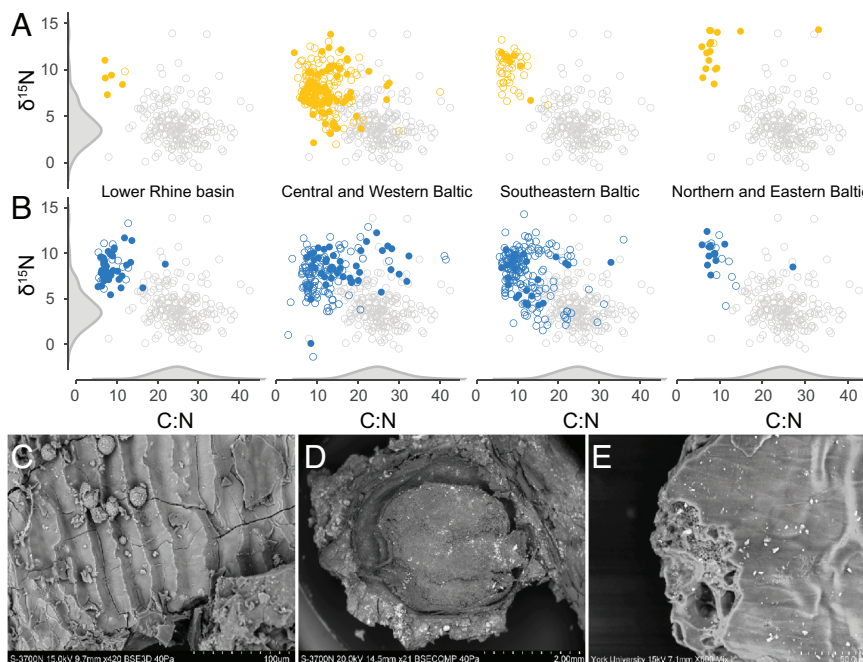 A
15
10
5
0
δ15N
Lower Rhine basin
Central and Western Baltic
Southeastern Baltic
Northern and Eastern Baltic
B
15
10
5
0
δ15N
0 10 20 30 40
0 10 20 30 40
0 10 20 30 40
0 10 20 30 40
C:N
C:N
C:N
C:N
C
D
E
S-3700N 15.0kV 9.7mm x420 BSE3D 40Pa
100um
S-3700N 20.0kV 14.5mm x21 BSECOMP 40Pa
2.00mm
York University 15kV 7.1mm